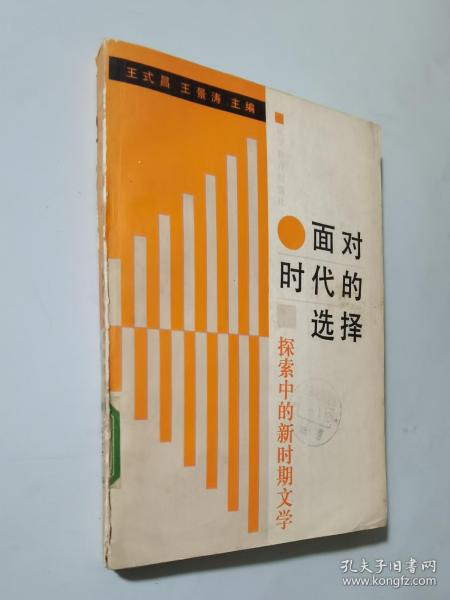 王式昌 王景涛 主编
面对
时代的
选择
探索中的新时期文学
孔夫子旧书网
www.kongfz.com